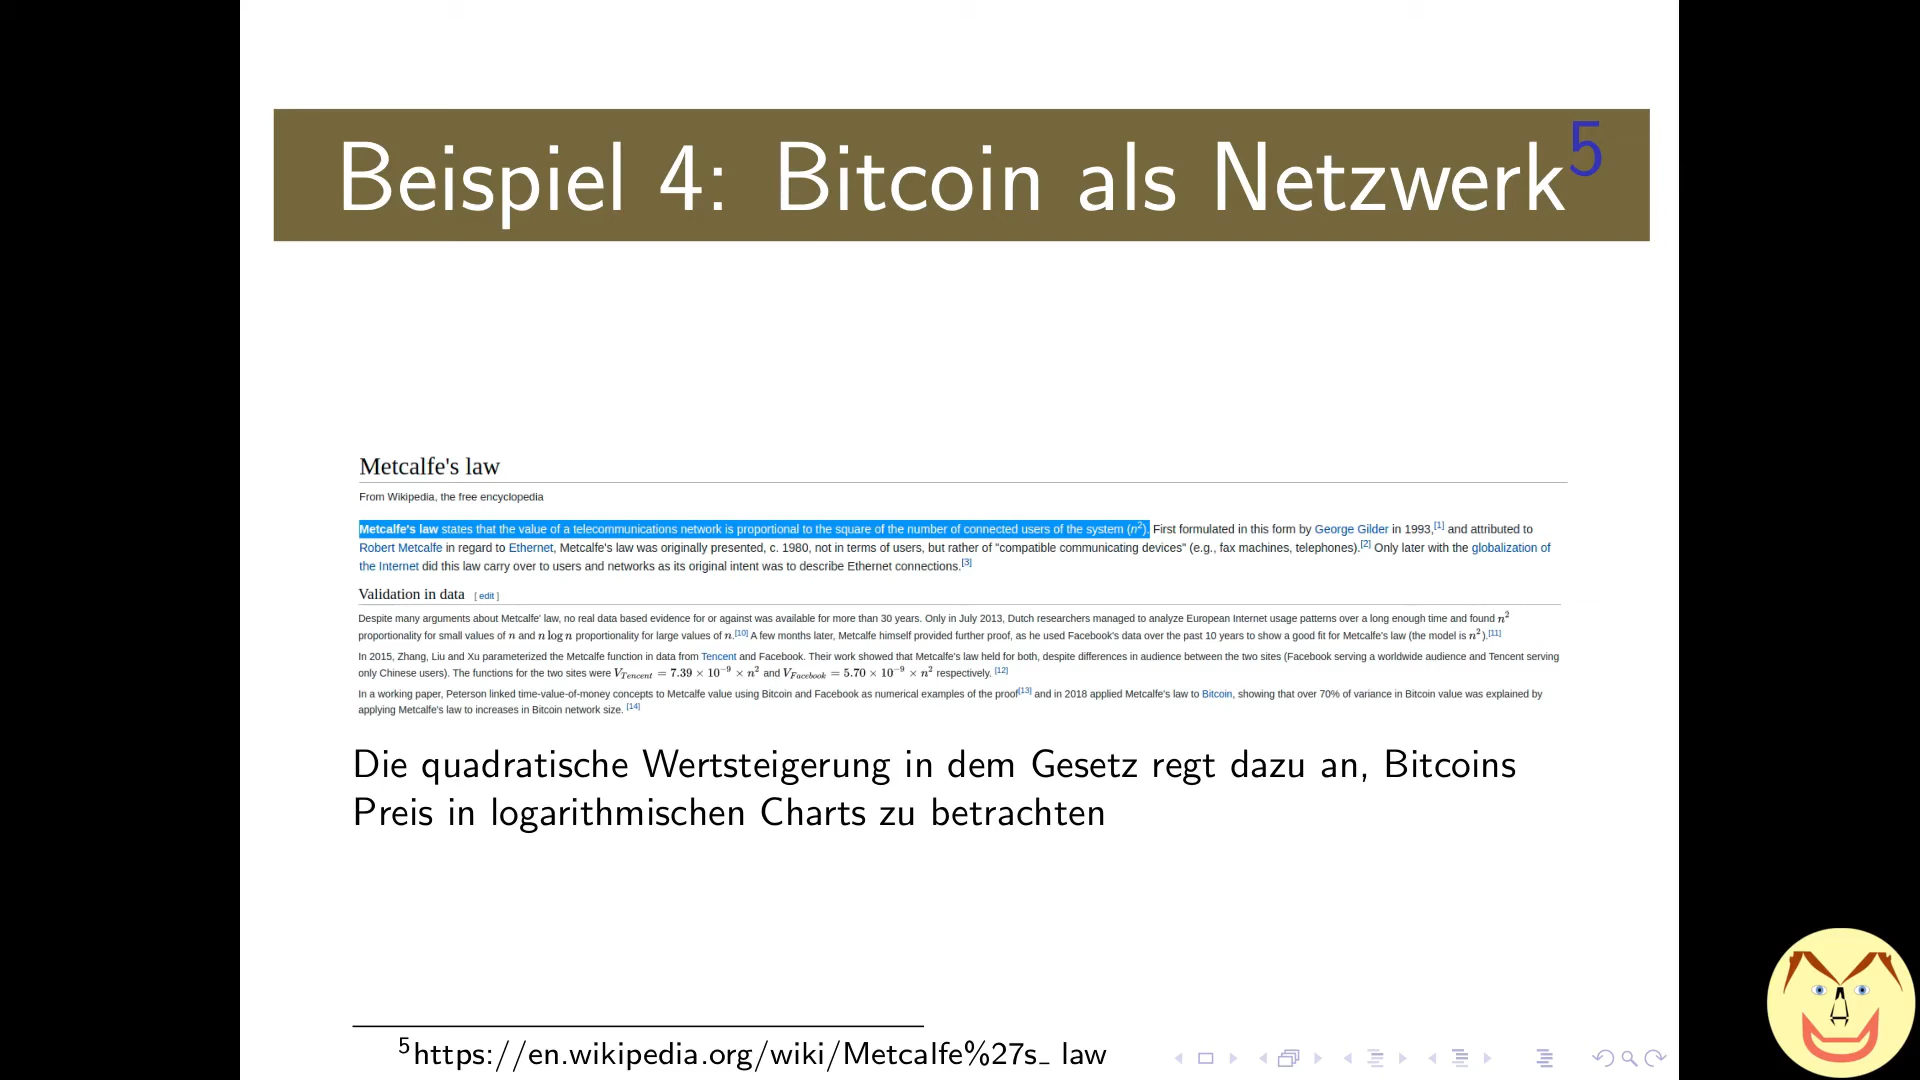 Beispiel 4: Bitcoin als Netzwerk⁵
Metcalfe's law
From Wikipedia, the free encyclopedia
Metcalfe's law states that the value of a telecommunications network is proportional to the square of the number of connected users of the system (n²). First formulated in this form by George Gilder in 1993,[1] and attributed to
Robert Metcalfe in regard to Ethernet, Metcalfe's law was originally presented, c. 1980, not in terms of users, but rather of "compatible communicating devices" (e.g., fax machines, telephones).[2] Only later with the globalization of
the Internet did this law carry over to users and networks as its original intent was to describe Ethernet connections.[3]
Validation in data [ edit ]
Despite many arguments about Metcalfe' law, no real data based evidence for or against was available for more than 30 years. Only in July 2013, Dutch researchers managed to analyze European Internet usage patterns over a long enough time and found n²
proportionality for small values of n and n log n proportionality for large values of n.[10] A few months later, Metcalfe himself provided further proof, as he used Facebook's data over the past 10 years to show a good fit for Metcalfe's law (the model is n²).[11]
In 2015, Zhang, Liu and Xu parameterized the Metcalfe function in data from Tencent and Facebook. Their work showed that Metcalfe's law held for both, despite differences in audience between the two sites (Facebook serving a worldwide audience and Tencent serving
only Chinese users). The functions for the two sites were V_Tencent = 7.39 × 10⁻⁹ × n² and V_Facebook = 5.70 × 10⁻⁹ × n² respectively. [12]
In a working paper, Peterson linked time-value-of-money concepts to Metcalfe value using Bitcoin and Facebook as numerical examples of the proof[13] and in 2018 applied Metcalfe's law to Bitcoin, showing that over 70% of variance in Bitcoin value was explained by
applying Metcalfe's law to increases in Bitcoin network size. [14]
Die quadratische Wertsteigerung in dem Gesetz regt dazu an, Bitcoins
Preis in logarithmischen Charts zu betrachten
⁵https://en.wikipedia.org/wiki/Metcalfe%27s_ law